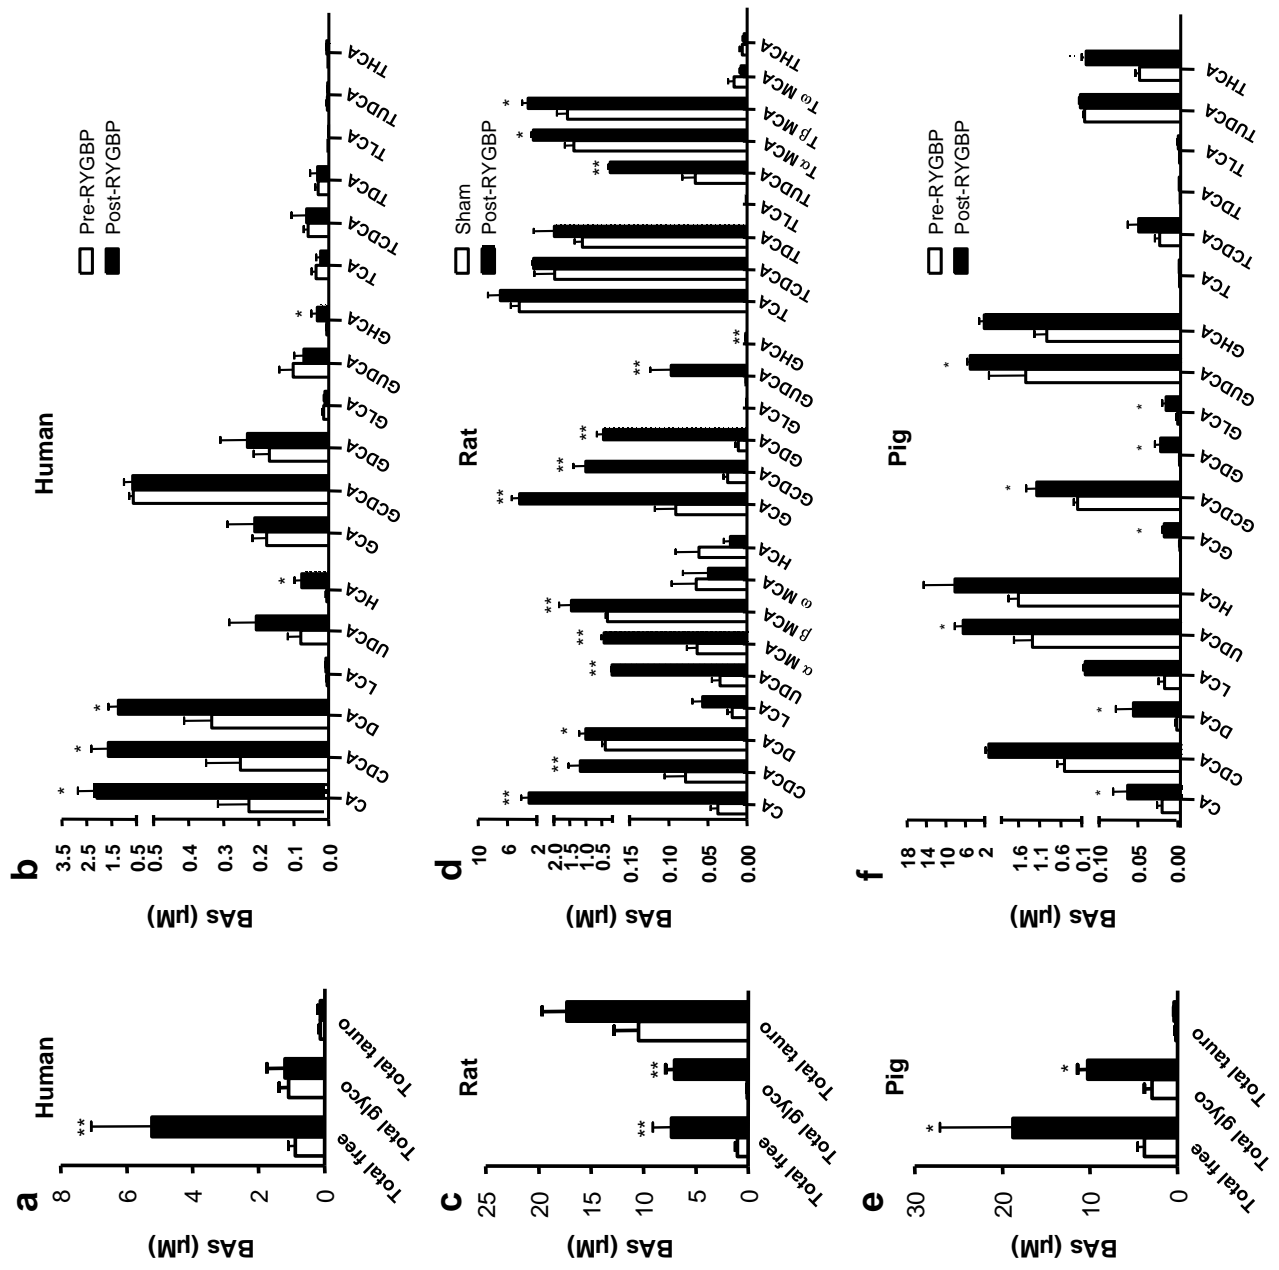 a
Human
BAs (µM)
8
6
4
2
0
Total free
Total glyco
Total tauro
**
b
Human
Pre-RYGBP
Post-RYGBP
BAs (µM)
3.5
2.5
1.5
0.5
0.5
0.4
0.3
0.2
0.1
0.0
*
*
*
*
*
CA
CDCA
DCA
LCA
UDCA
HCA
GCA
GCDCA
GDCA
GLCA
GUDCA
GHCA
TCA
TCDCA
TDCA
TLCA
TUDCA
THCA
c
Rat
BAs (µM)
25
20
15
10
5
0
**
**
Total free
Total glyco
Total tauro
d
Rat
Sham
Post-RYGBP
BAs (µM)
10
6
2
2.0
1.5
1.0
0.5
0.15
0.10
0.05
0.00
**
**
*
**
**
**
**
**
**
**
**
**
*
*
CA
CDCA
DCA
LCA
UDCA
α MCA
β MCA
ω MCA
HCA
GCA
GCDCA
GDCA
GLCA
GUDCA
GHCA
TCA
TCDCA
TDCA
TLCA
TUDCA
Tα MCA
Tβ MCA
Tω MCA
THCA
e
Pig
BAs (µM)
30
20
10
0
*
*
Total free
Total glyco
Total tauro
f
Pig
Pre-RYGBP
Post-RYGBP
BAs (µM)
18
14
10
6
2
1.6
1.1
0.6
0.10
0.05
0.00
*
*
*
*
*
*
*
*
CA
CDCA
DCA
LCA
UDCA
HCA
GCA
GCDCA
GDCA
GLCA
GUDCA
GHCA
TCA
TCDCA
TDCA
TLCA
TUDCA
THCA